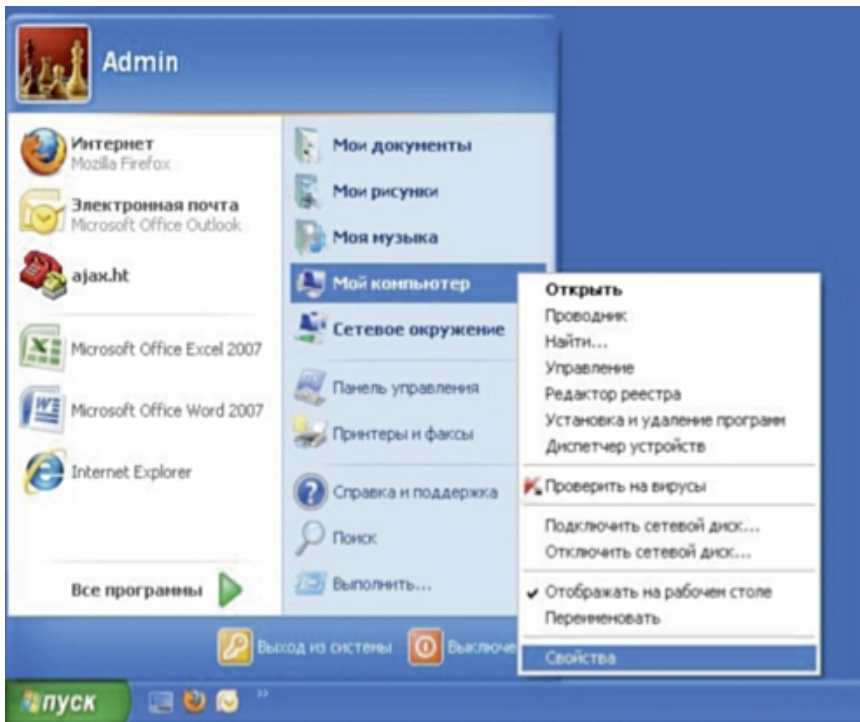 Admin
Интернет
Mozilla Firefox
Электронная почта
Microsoft Office Outlook
ajax.ht
Microsoft Office Excel 2007
Microsoft Office Word 2007
Internet Explorer
Все программы
Мои документы
Мои рисунки
Моя музыка
Мой компьютер
Сетевое окружение
Панель управления
Принтеры и факсы
Справка и поддержка
Поиск
Выполнить...
Открыть
Проводник
Найти...
Управление
Редактор реестра
Установка и удаление программ
Диспетчер устройств
Проверить на вирусы
Подключить сетевой диск...
Отключить сетевой диск...
Отображать на рабочем столе
Переименовать
Свойства
Выход из системы
Выключе
пуск